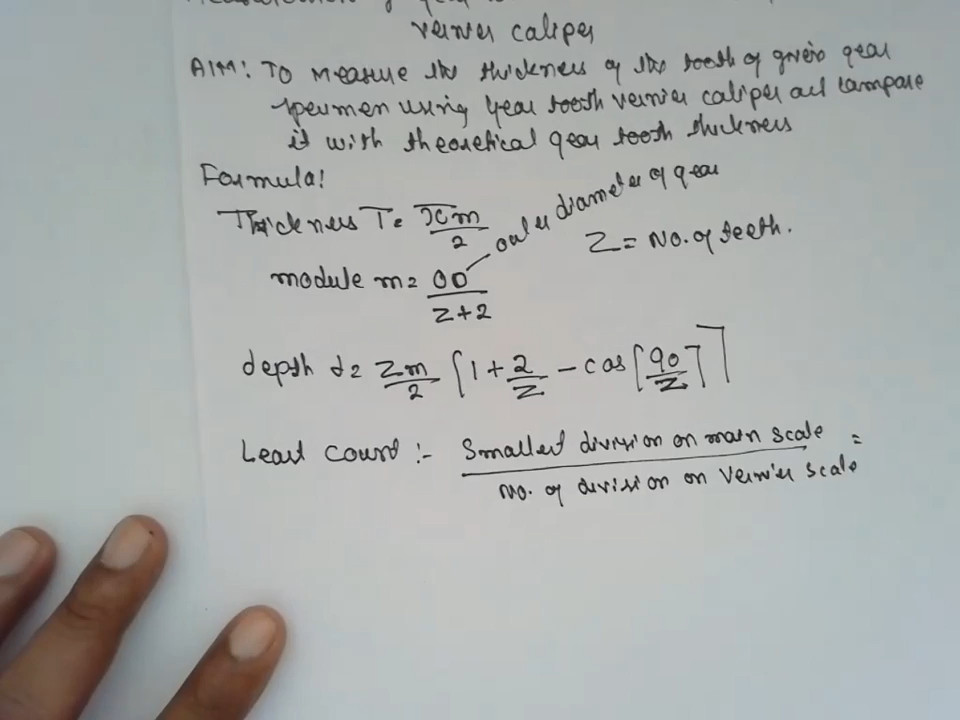 vernier caliper
AIM: To measure the thickness of the tooth of given gear
specimen using gear tooth vernier caliper and compare
it with theoretical gear tooth thickness
Formula:
Thickness T = πm/2
outer diameter of gear
Z = No. of teeth.
module m = OD/Z+2
depth d = Zm/2 [1 + 2/Z - cos[90/Z]]
Least count :- Smallest division on main scale =
No. of division on vernier scale